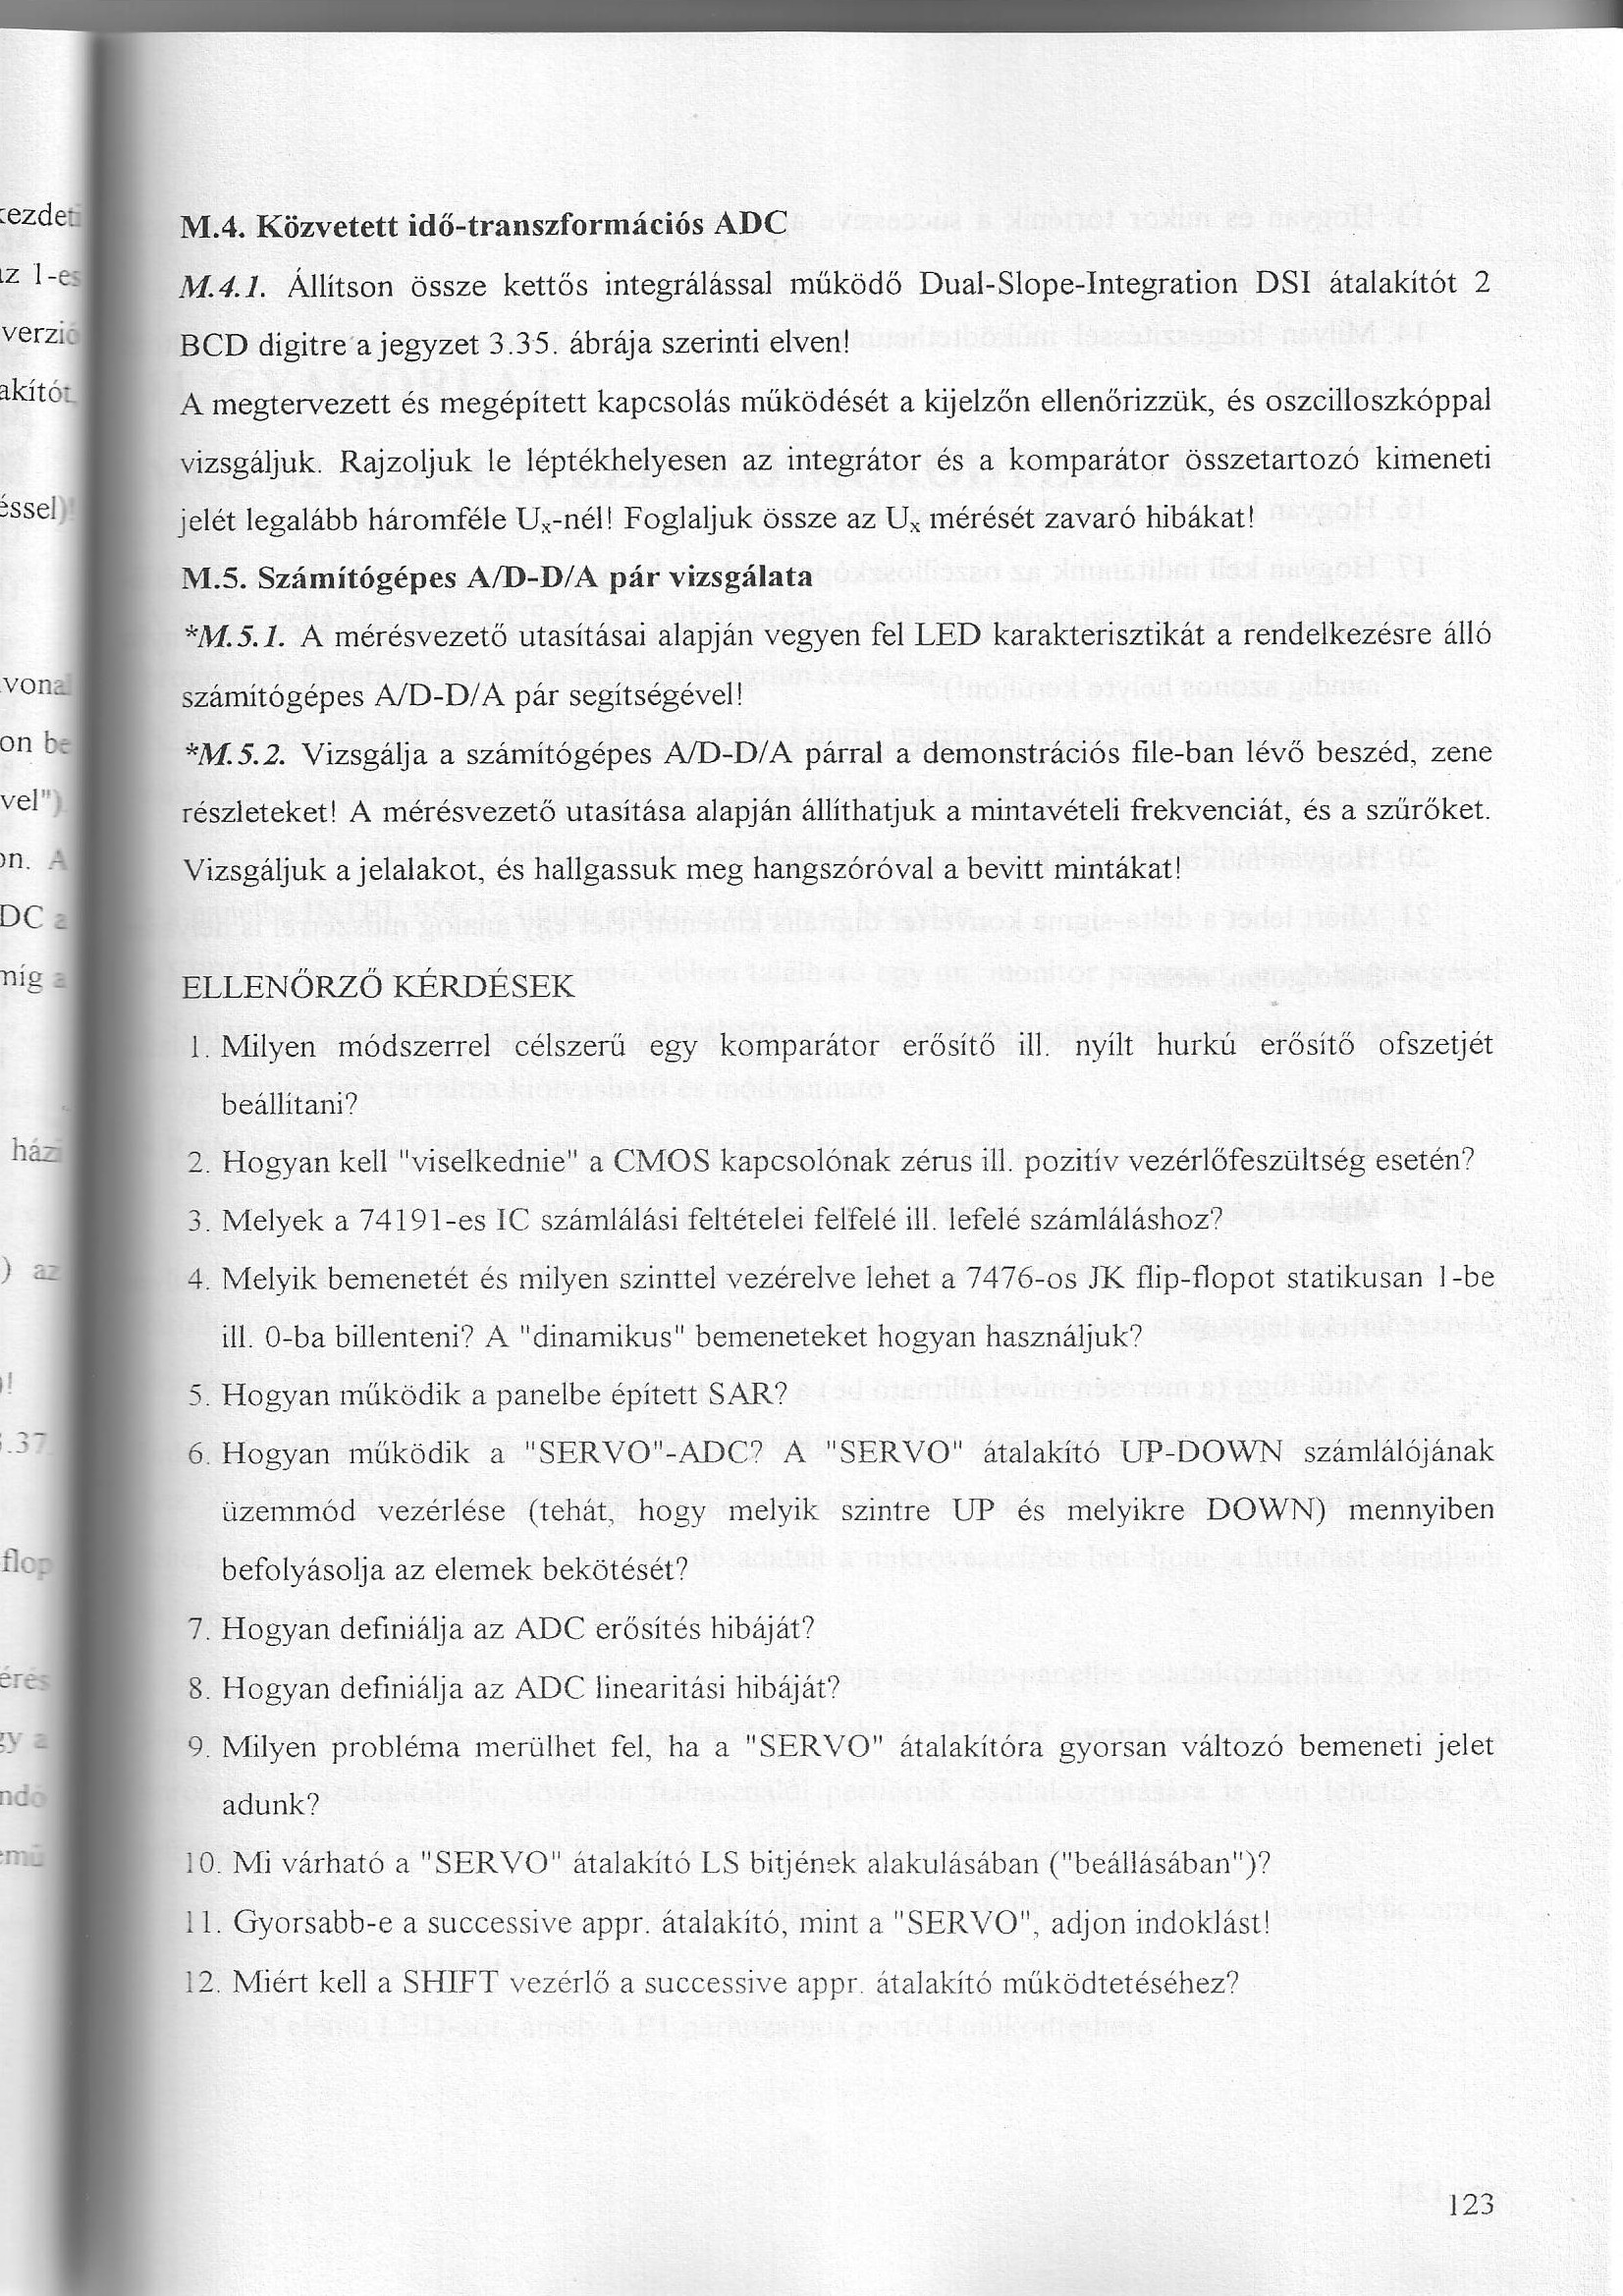 M.4. Közvetett idő-transzformációs ADC
M.4.1. Állítson össze kettős integrálással működő Dual-Slope-Integration DSI átalakítót 2
BCD digitre a jegyzet 3.35. ábrája szerinti elven!
A megtervezett és megépített kapcsolás működését a kijelzőn ellenőrizzük, és oszcilloszkóppal
vizsgáljuk. Rajzoljuk le léptékhelyesen az integrátor és a komparátor összetartozó kimeneti
jelét legalább háromféle Uₓ-nél! Foglaljuk össze az Uₓ mérését zavaró hibákat!
M.5. Számítógépes A/D-D/A pár vizsgálata
*M.5.1. A mérésvezető utasításai alapján vegyen fel LED karakterisztikát a rendelkezésre álló
számítógépes A/D-D/A pár segítségével!
*M.5.2. Vizsgálja a számítógépes A/D-D/A párral a demonstrációs file-ban lévő beszéd, zene
részleteket! A mérésvezető utasítása alapján állíthatjuk a mintavételi frekvenciát, és a szűrőket.
Vizsgáljuk a jelalakot, és hallgassuk meg hangszóróval a bevitt mintákat!
ELLENŐRZŐ KÉRDÉSEK
1. Milyen módszerrel célszerű egy komparátor erősítő ill. nyílt hurkú erősítő ofszetjét
beállítani?
2. Hogyan kell "viselkednie" a CMOS kapcsolónak zérus ill. pozitív vezérlőfeszültség esetén?
3. Melyek a 74191-es IC számlálási feltételei felfelé ill. lefelé számláláshoz?
4. Melyik bemenetét és milyen szinttel vezérelve lehet a 7476-os JK flip-flopot statikusan 1-be
ill. 0-ba billenteni? A "dinamikus" bemeneteket hogyan használjuk?
5. Hogyan működik a panelbe épített SAR?
6. Hogyan működik a "SERVO"-ADC? A "SERVO" átalakító UP-DOWN számlálójának
üzemmód vezérlése (tehát, hogy melyik szintre UP és melyikre DOWN) mennyiben
befolyásolja az elemek bekötését?
7. Hogyan definiálja az ADC erősítés hibáját?
8. Hogyan definiálja az ADC linearitási hibáját?
9. Milyen probléma merülhet fel, ha a "SERVO" átalakítóra gyorsan változó bemeneti jelet
adunk?
10. Mi várható a "SERVO" átalakító LS bitjének alakulásában ("beállásában")?
11. Gyorsabb-e a successive appr. átalakító, mint a "SERVO", adjon indoklást!
12. Miért kell a SHIFT vezérlő a successive appr. átalakító működtetéséhez?
123